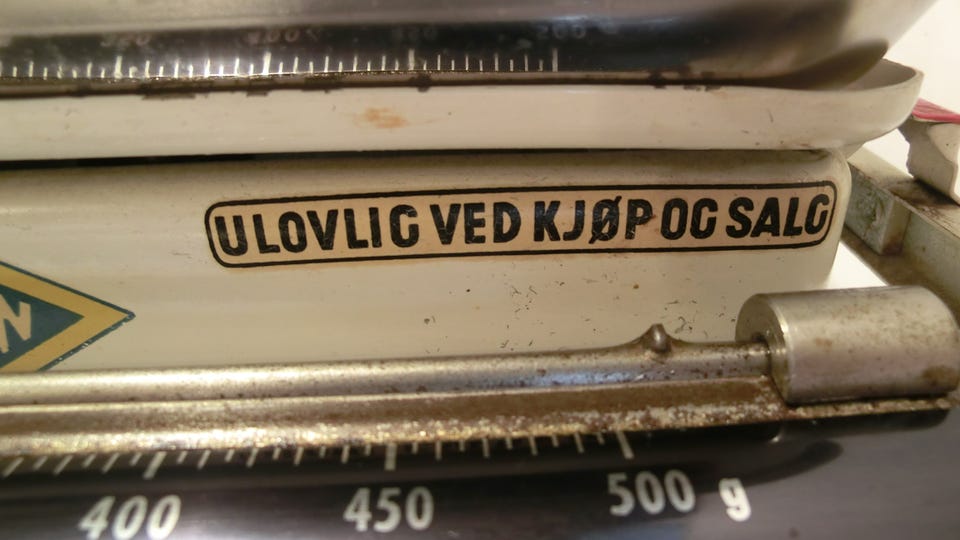 ULOVLIG VED KJØP OG SALG
N
400 450 500 g